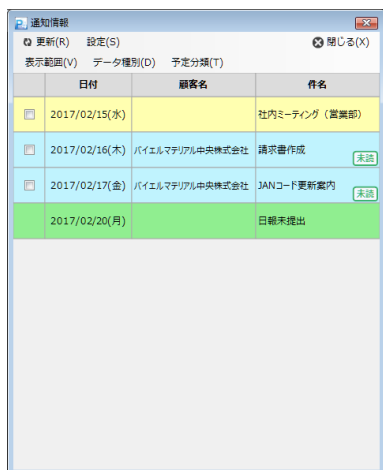 通知情報
更新(R) 設定(S) 閉じる(X)
表示範囲(V) データ種別(D) 予定分類(T)
日付 顧客名 件名
2017/02/15(水) 社内ミーティング（営業部）
2017/02/16(木) バイエルマテリアル中央株式会社 請求書作成 未読
2017/02/17(金) バイエルマテリアル中央株式会社 JANコード更新案内 未読
2017/02/20(月) 日報未提出